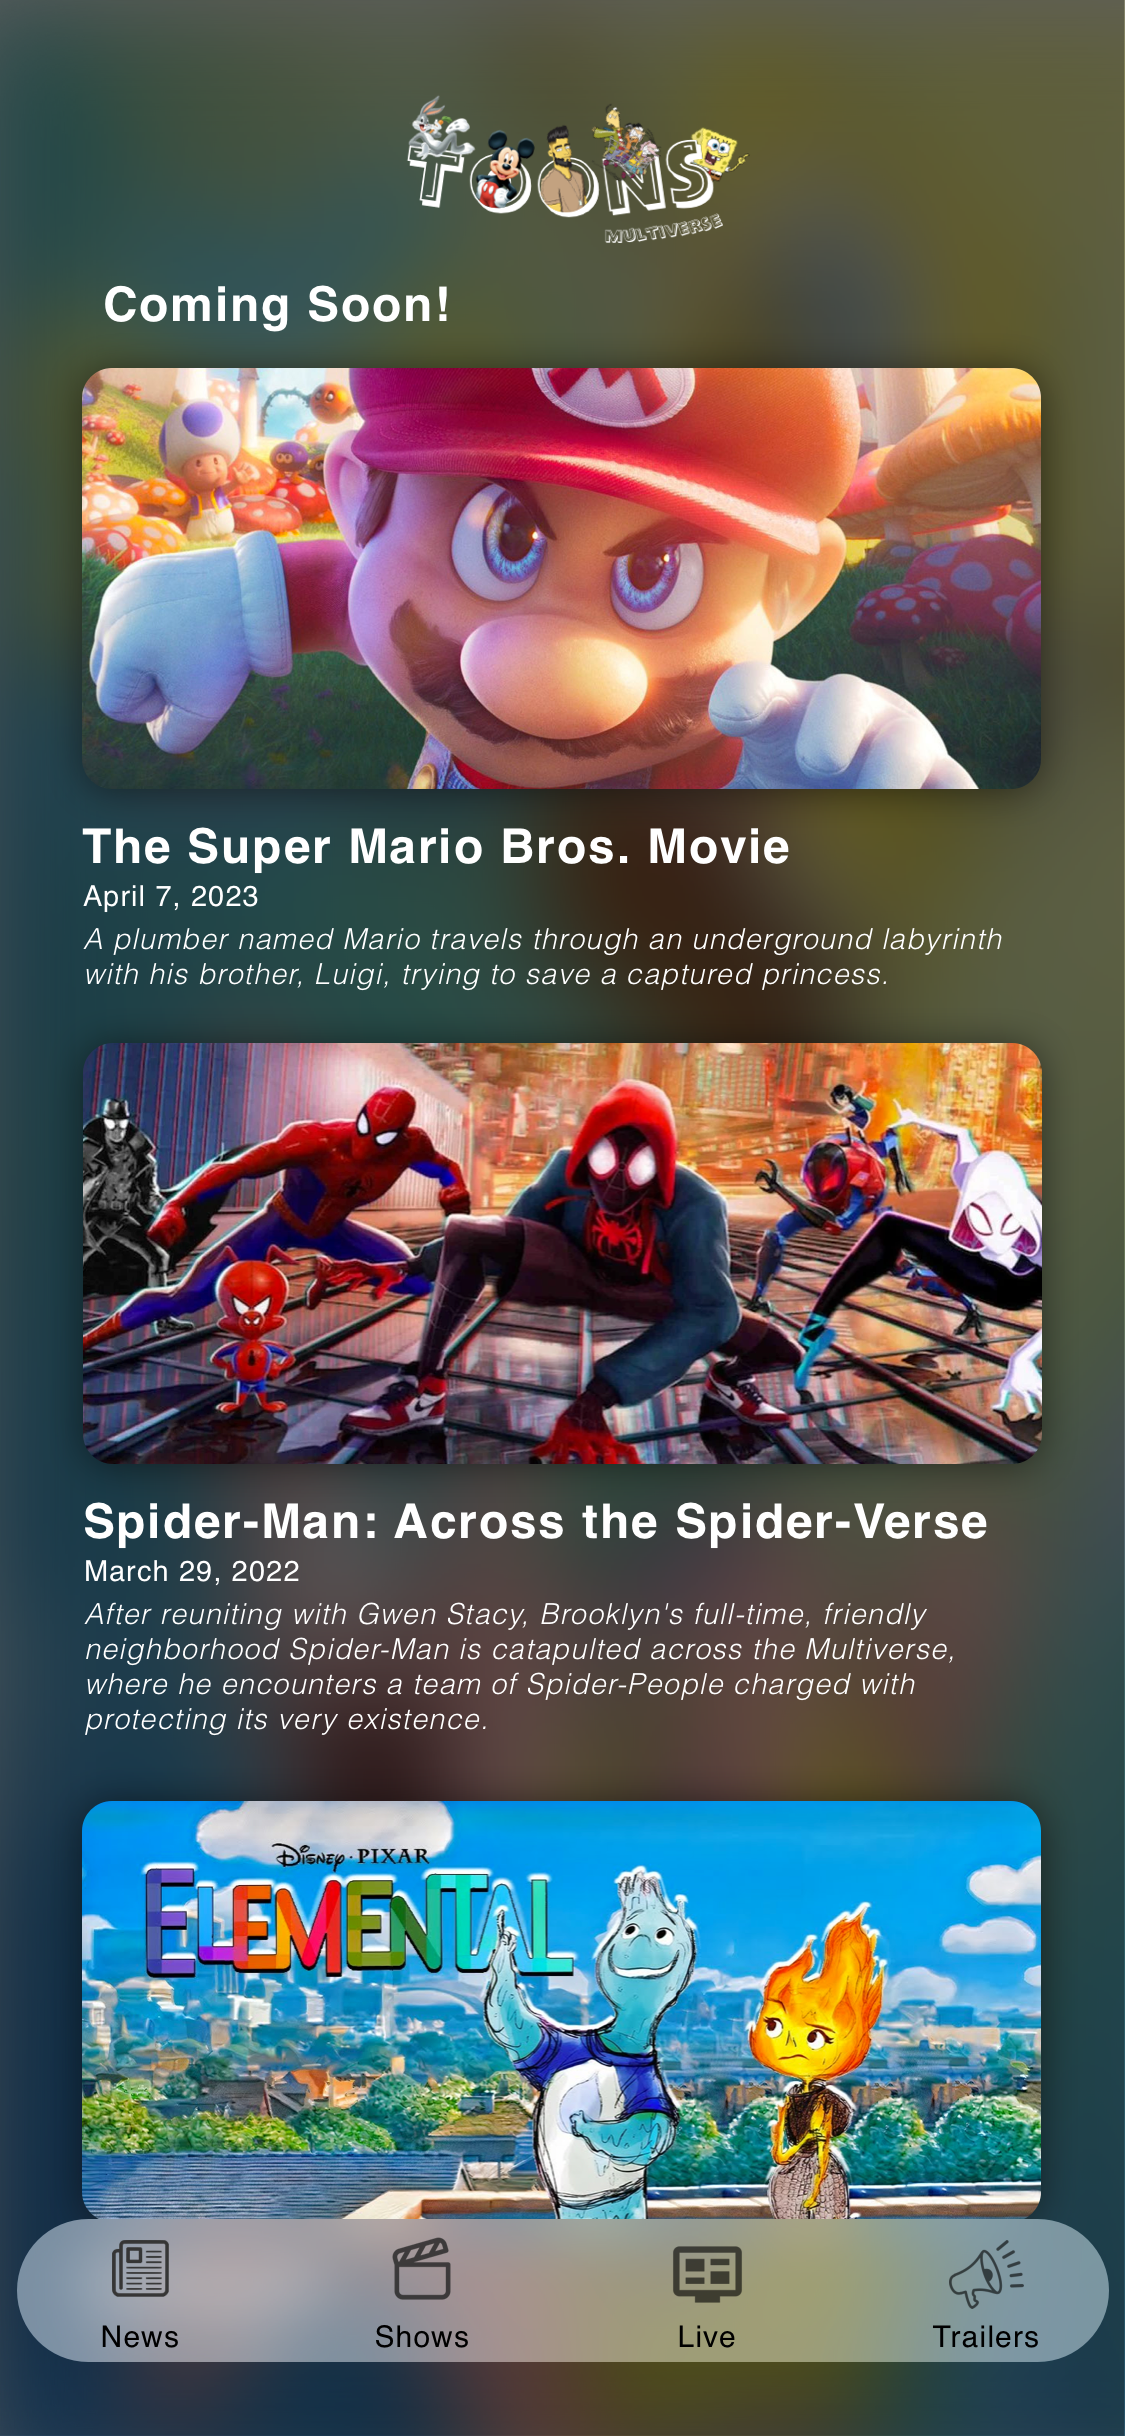 TOONS
MULTIVERSE
Coming Soon!
M
The Super Mario Bros. Movie
April 7, 2023
A plumber named Mario travels through an underground labyrinth
with his brother, Luigi, trying to save a captured princess.
Spider-Man: Across the Spider-Verse
March 29, 2022
After reuniting with Gwen Stacy, Brooklyn's full-time, friendly
neighborhood Spider-Man is catapulted across the Multiverse,
where he encounters a team of Spider-People charged with
protecting its very existence.
Disney · PIXAR
ELEMENTAL
News Shows Live Trailers